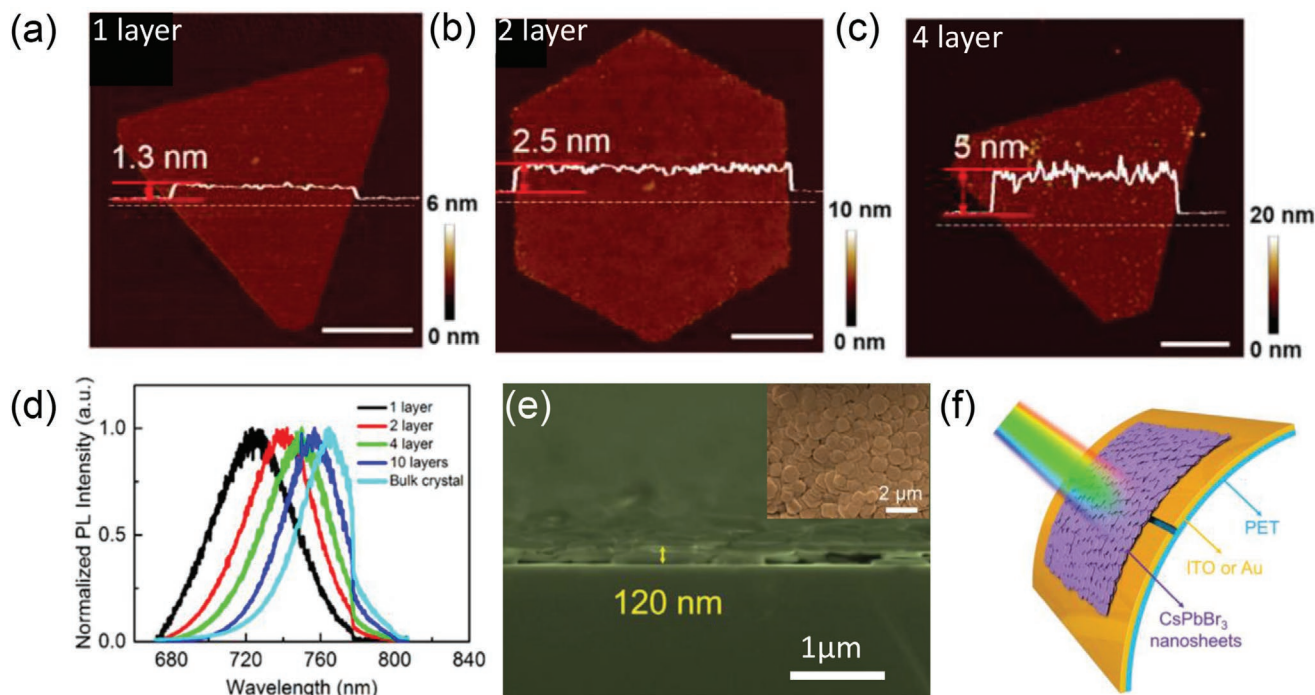 (a)
1 layer
1.3 nm
6 nm
0 nm
(b)
2 layer
2.5 nm
10 nm
0 nm
(c)
4 layer
5 nm
20 nm
0 nm
(d)
Normalized PL Intensity (a.u.)
1.0
0.5
0.0
1 layer
2 layer
4 layer
10 layers
Bulk crystal
680
720
760
800
840
Wavelength (nm)
(e)
2 μm
120 nm
1μm
(f)
PET
ITO or Au
CsPbBr₃
nanosheets